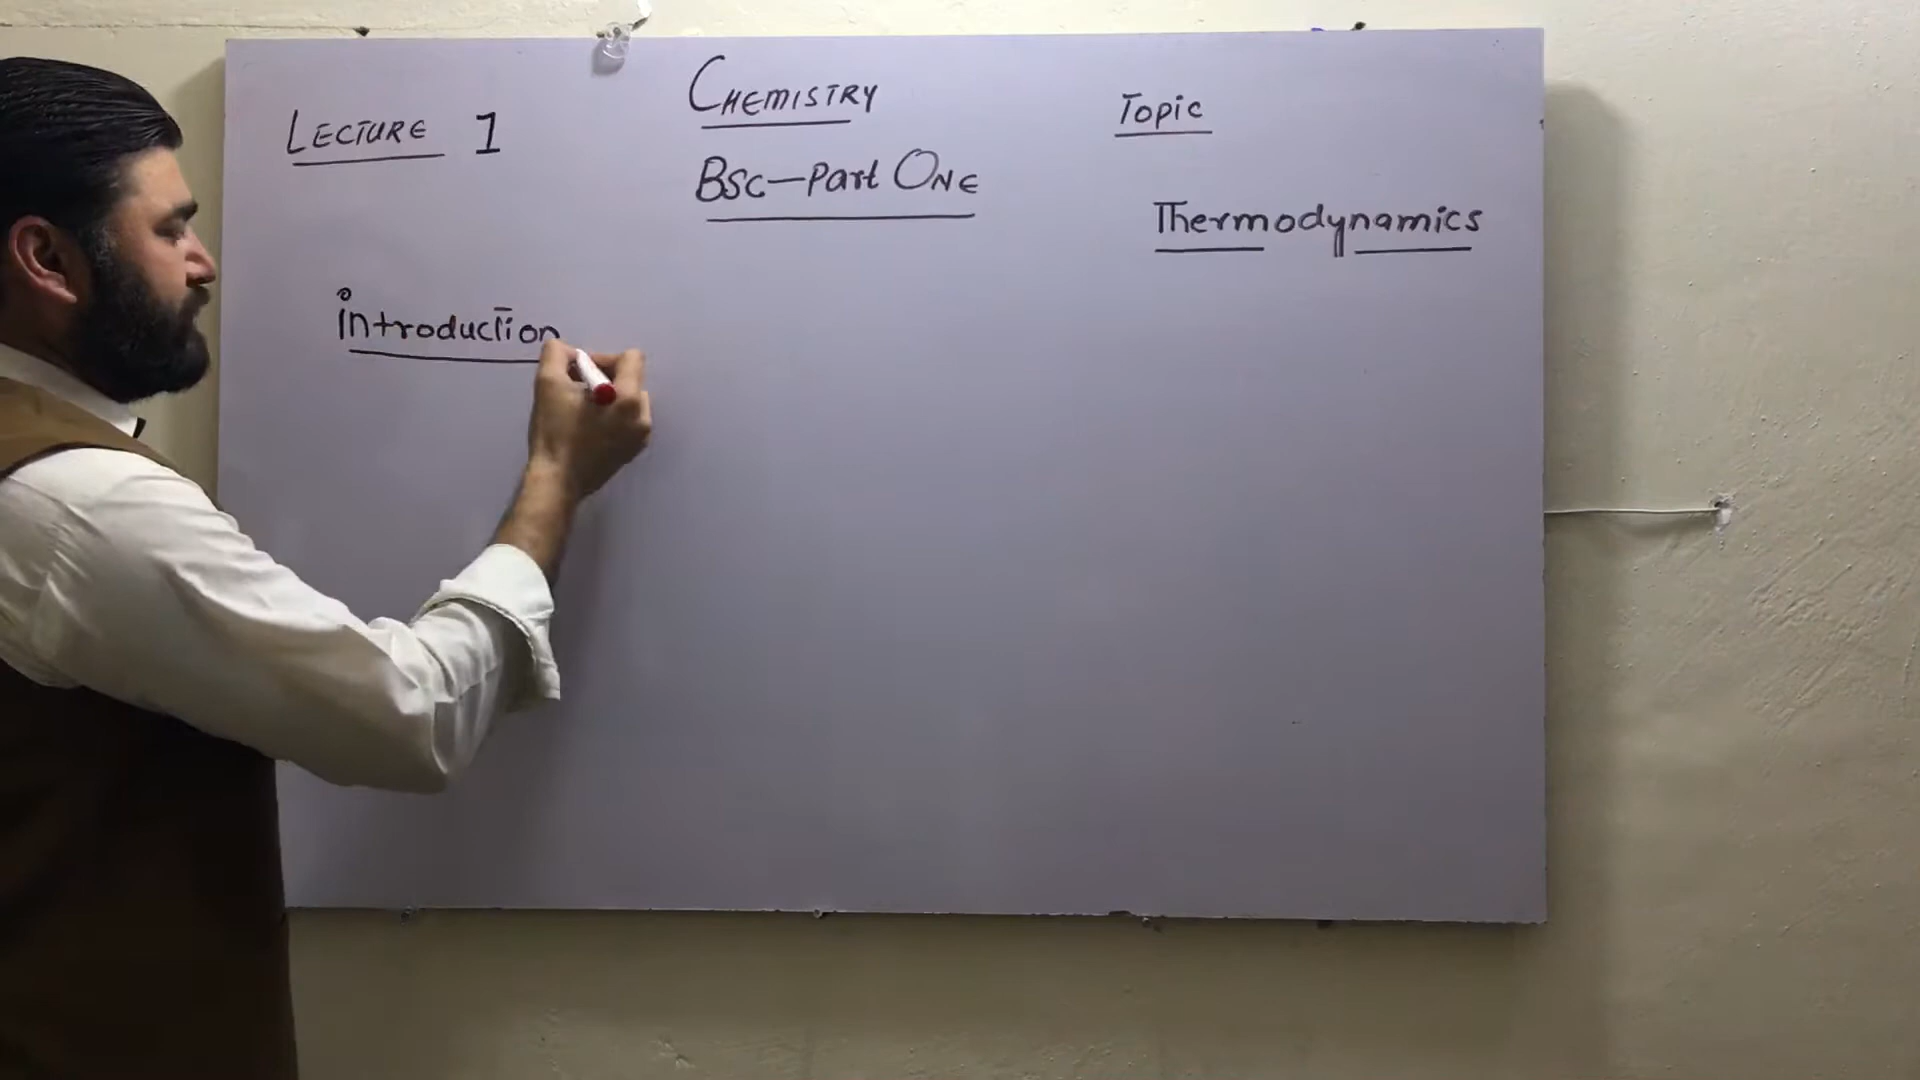 LECTURE 1
CHEMISTRY
BSC-Part ONE
Topic
Thermodynamics
introduction